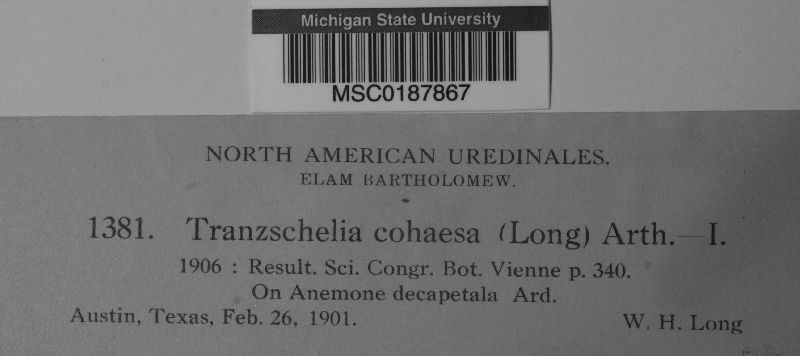 Michigan State University
MSC0187867
NORTH AMERICAN UREDINALES.
ELAM BARTHOLOMEW.
1381. Tranzschelia cohaesa (Long) Arth.—I.
1906 : Result. Sci. Congr. Bot. Vienne p. 340.
On Anemone decapetala Ard.
Austin, Texas, Feb. 26, 1901. W. H. Long